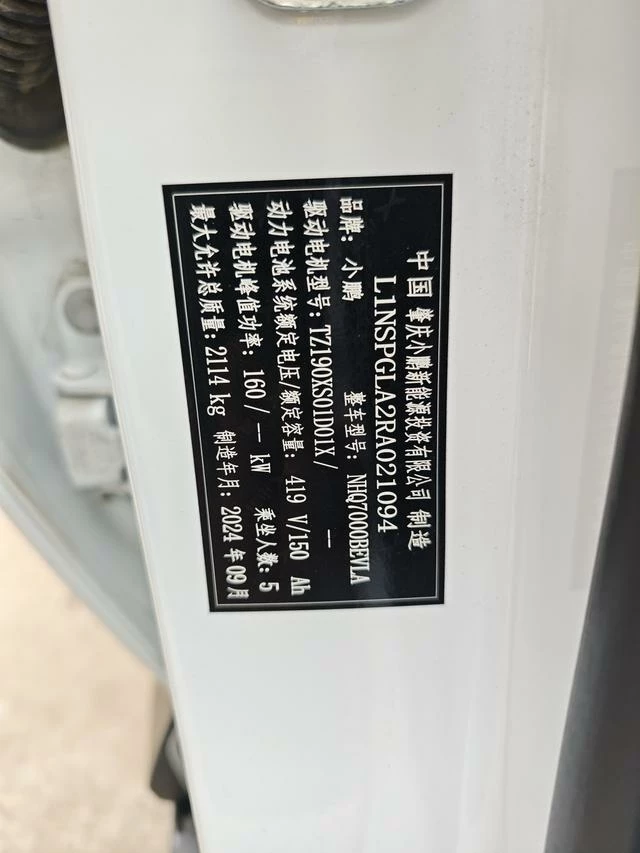 中国 肇庆小鹏新能源投资有限公司 制造
L1NSPGLA2RA021094
品牌: 小鹏 整车型号: NHQ7000BEVLA
驱动电机型号: TZ190XS01D01X/ --
动力电池系统额定电压/额定容量: 419 V/150 Ah
驱动电机峰值功率: 160/ -- kW 乘坐人数: 5
最大允许总质量: 2114 kg 制造年月: 2024 年 09月